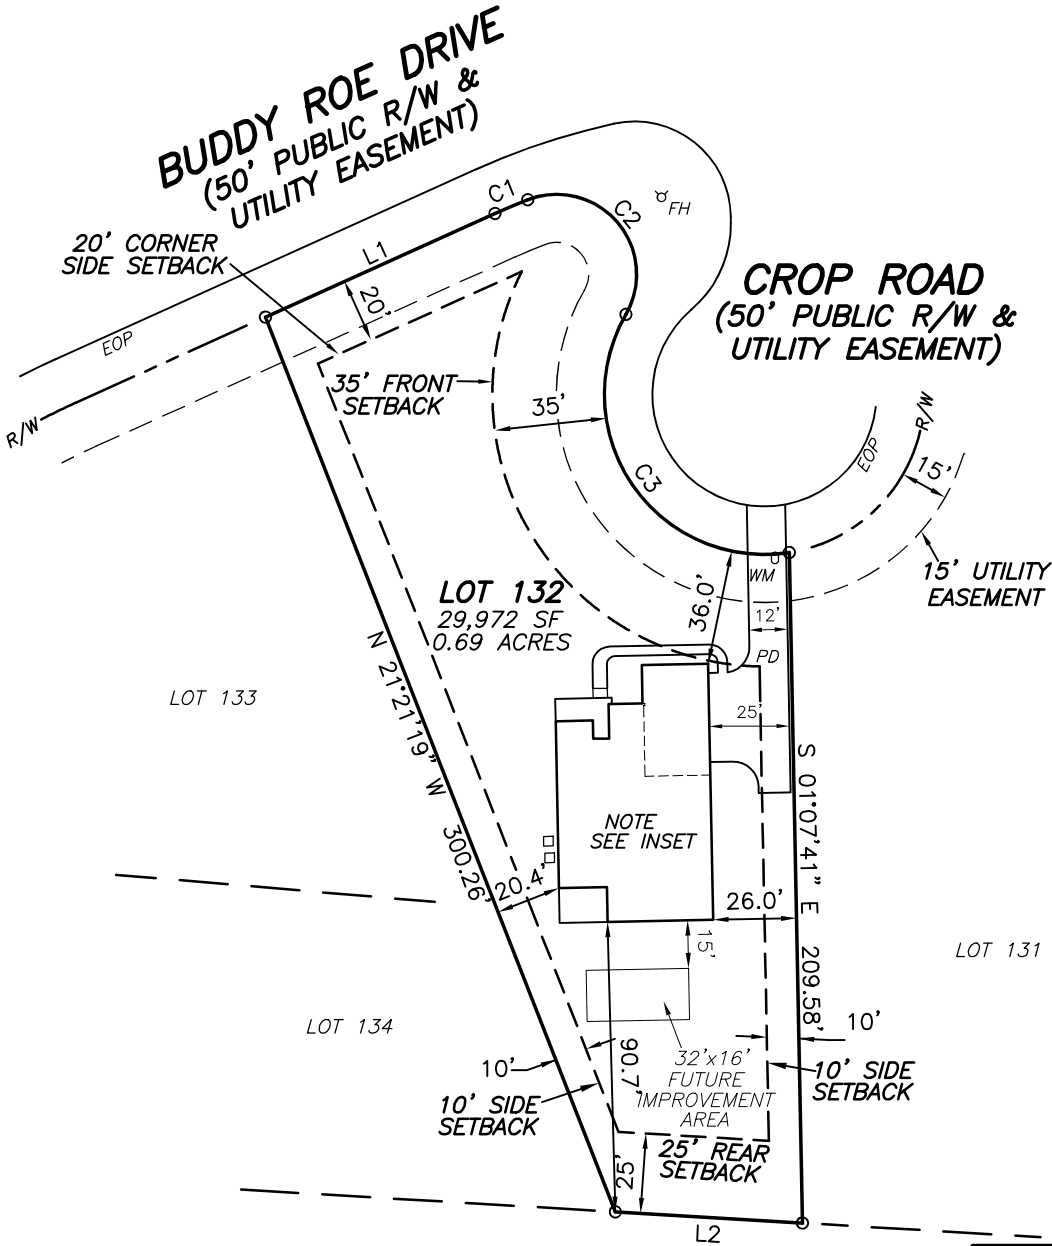 BUDDY ROE DRIVE
(50' PUBLIC R/W &
UTILITY EASEMENT)
C1
C2
FH
L1
20' CORNER
SIDE SETBACK
20'
CROP ROAD
(50' PUBLIC R/W &
UTILITY EASEMENT)
EOP
R/W
35' FRONT
SETBACK
35'
C3
R/W
EOP
15'
15' UTILITY
EASEMENT
WM
36.0'
12'
LOT 132
29,972 SF
0.69 ACRES
PD
25'
LOT 133
N 21°21'19" W 300.26'
S 01°07'41" E 209.58'
NOTE
SEE INSET
20.4'
26.0'
15'
LOT 131
LOT 134
10'
90.7'
32'x16'
FUTURE
IMPROVEMENT
AREA
10'
10' SIDE
SETBACK
10' SIDE
SETBACK
25'
25' REAR
SETBACK
L2